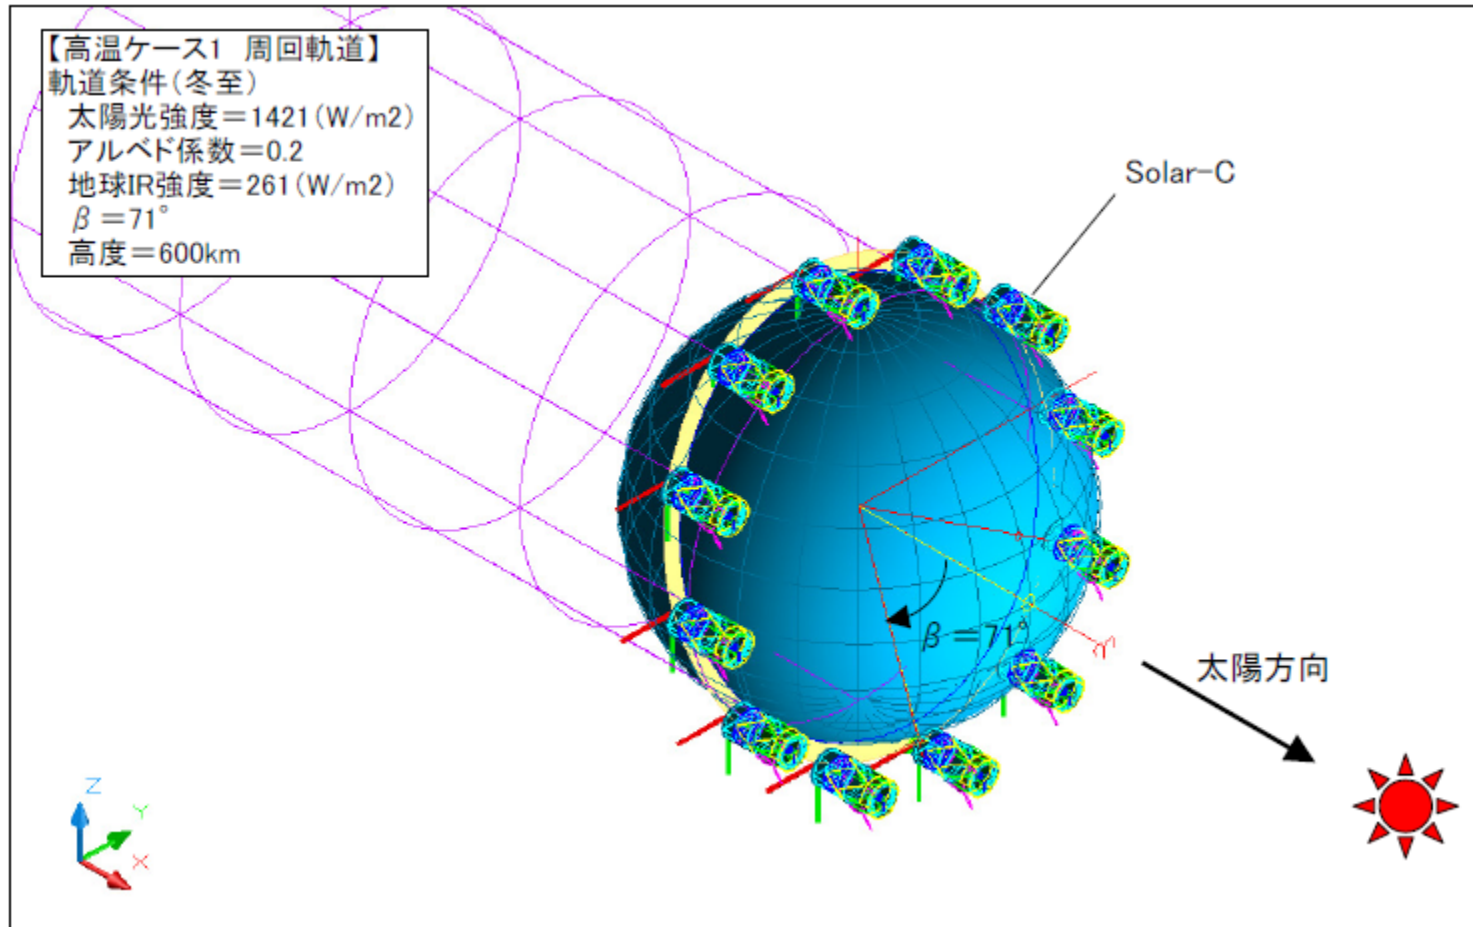 【高温ケース1 周回軌道】
軌道条件(冬至)
太陽光強度=1421(W/m2)
アルベド係数=0.2
地球IR強度=261(W/m2)
β=71°
高度=600km
Solar-C
β=71°
太陽方向
Z
Y
X